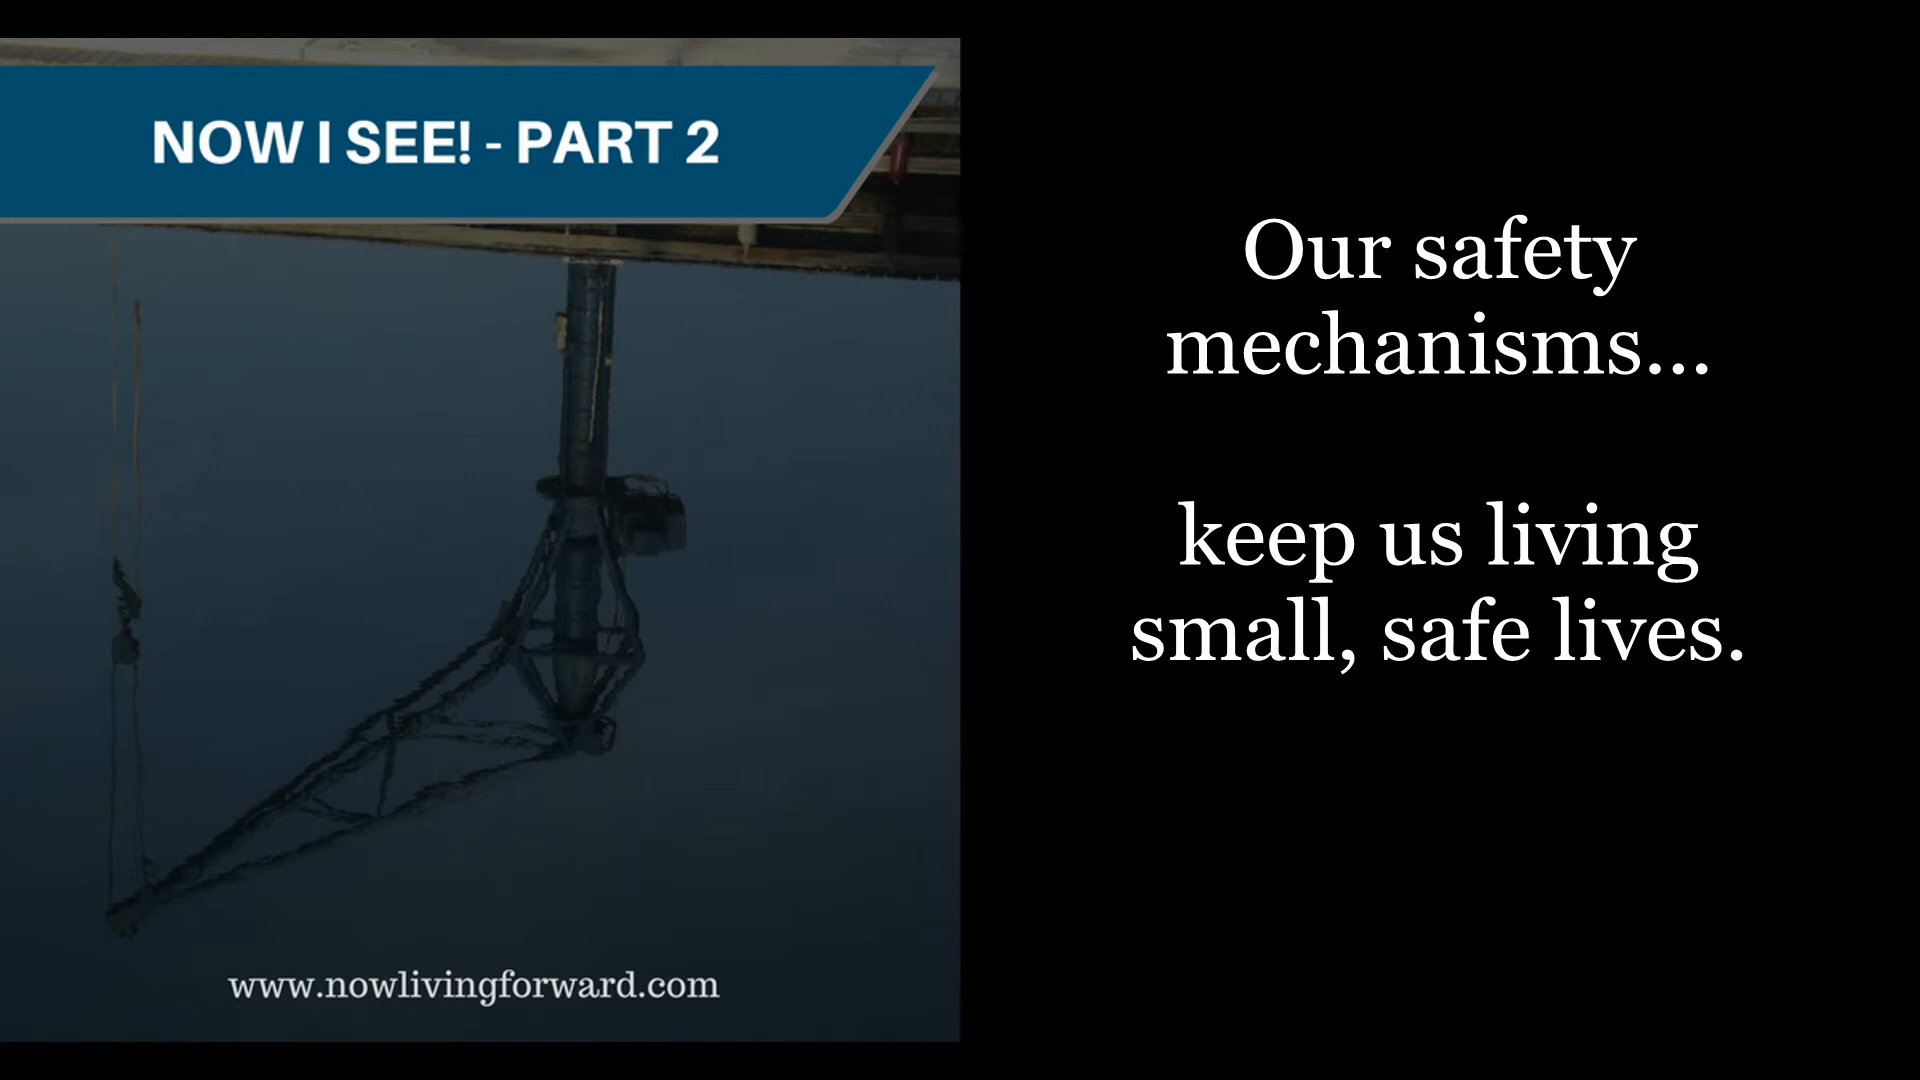 NOW I SEE! - PART 2
Our safety
mechanisms...
keep us living
small, safe lives.
www.nowlivingforward.com